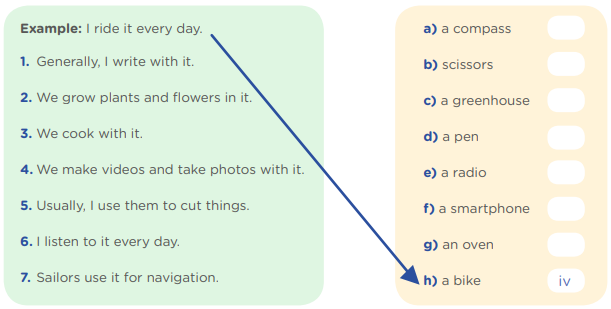 Example: I ride it every day.
1. Generally, I write with it.
2. We grow plants and flowers in it.
3. We cook with it.
4. We make videos and take photos with it.
5. Usually, I use them to cut things.
6. I listen to it every day.
7. Sailors use it for navigation.
a) a compass
b) scissors
c) a greenhouse
d) a pen
e) a radio
f) a smartphone
g) an oven
h) a bike iv